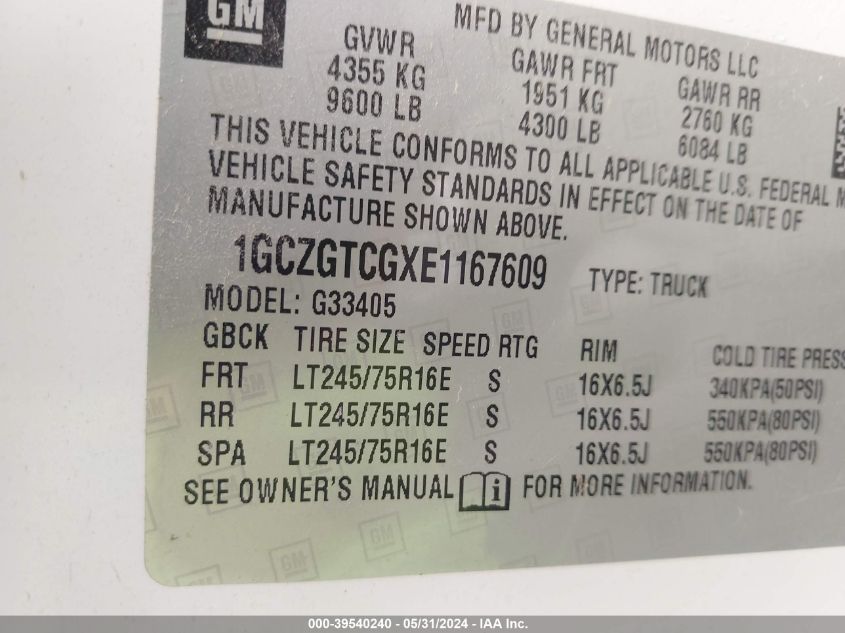 GM
MFD BY GENERAL MOTORS LLC
GVWR GAWR FRT GAWR RR
4355 KG 1951 KG 2760 KG
9600 LB 4300 LB 6084 LB
THIS VEHICLE CONFORMS TO ALL APPLICABLE U.S. FEDERAL M
VEHICLE SAFETY STANDARDS IN EFFECT ON THE DATE OF
MANUFACTURE SHOWN ABOVE.
1GCZGTCGXE1167609 TYPE: TRUCK
MODEL: G33405
GBCK TIRE SIZE SPEED RTG RIM COLD TIRE PRESS
FRT LT245/75R16E S 16X6.5J 340KPA(50PSI)
RR LT245/75R16E S 16X6.5J 550KPA(80PSI)
SPA LT245/75R16E S 16X6.5J 550KPA(80PSI)
SEE OWNER'S MANUAL i FOR MORE INFORMATION.
000-39540240 - 05/31/2024 - IAA Inc.